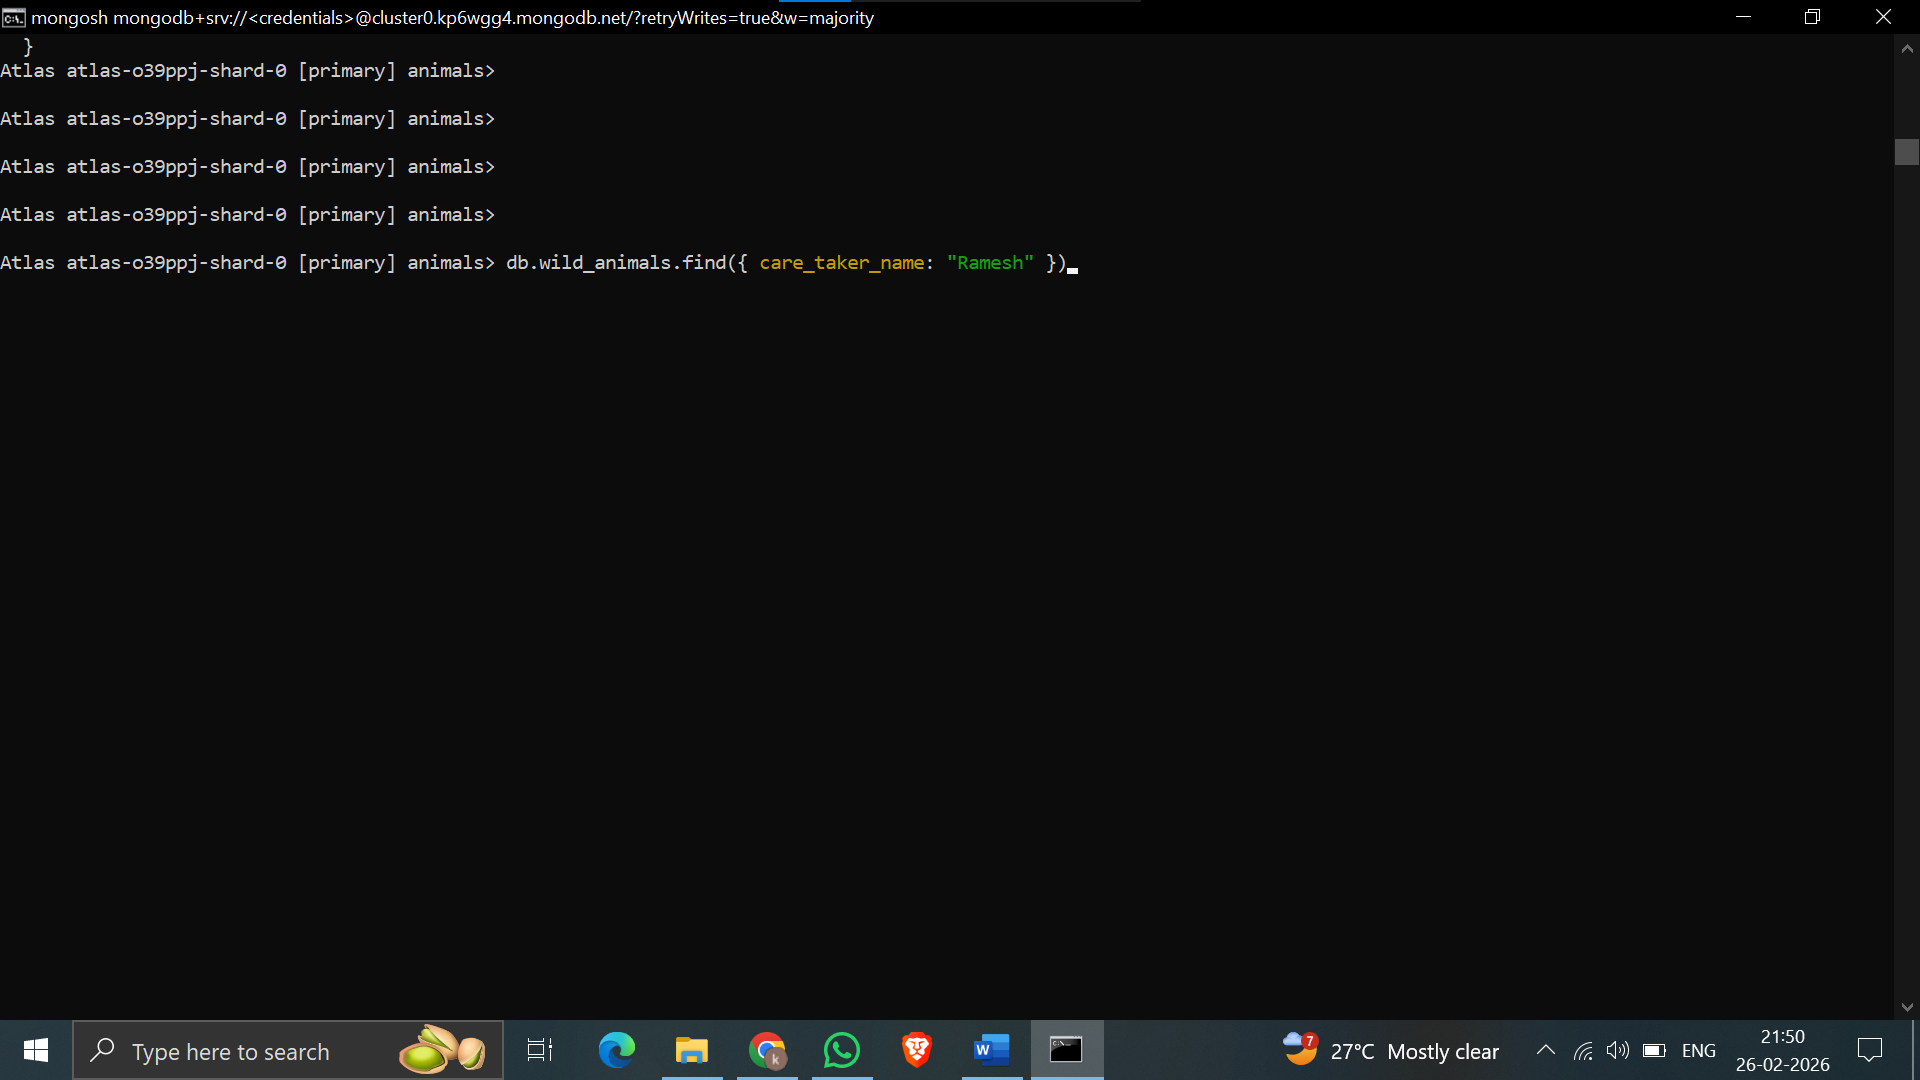 mongosh mongodb+srv://<credentials>@cluster0.kp6wgg4.mongodb.net/?retryWrites=true&w=majority
}
Atlas atlas-o39ppj-shard-0 [primary] animals>
Atlas atlas-o39ppj-shard-0 [primary] animals>
Atlas atlas-o39ppj-shard-0 [primary] animals>
Atlas atlas-o39ppj-shard-0 [primary] animals>
Atlas atlas-o39ppj-shard-0 [primary] animals> db.wild_animals.find({ care_taker_name: "Ramesh" })
Type here to search
k
W
7
27°C Mostly clear
ENG
21:50
26-02-2026